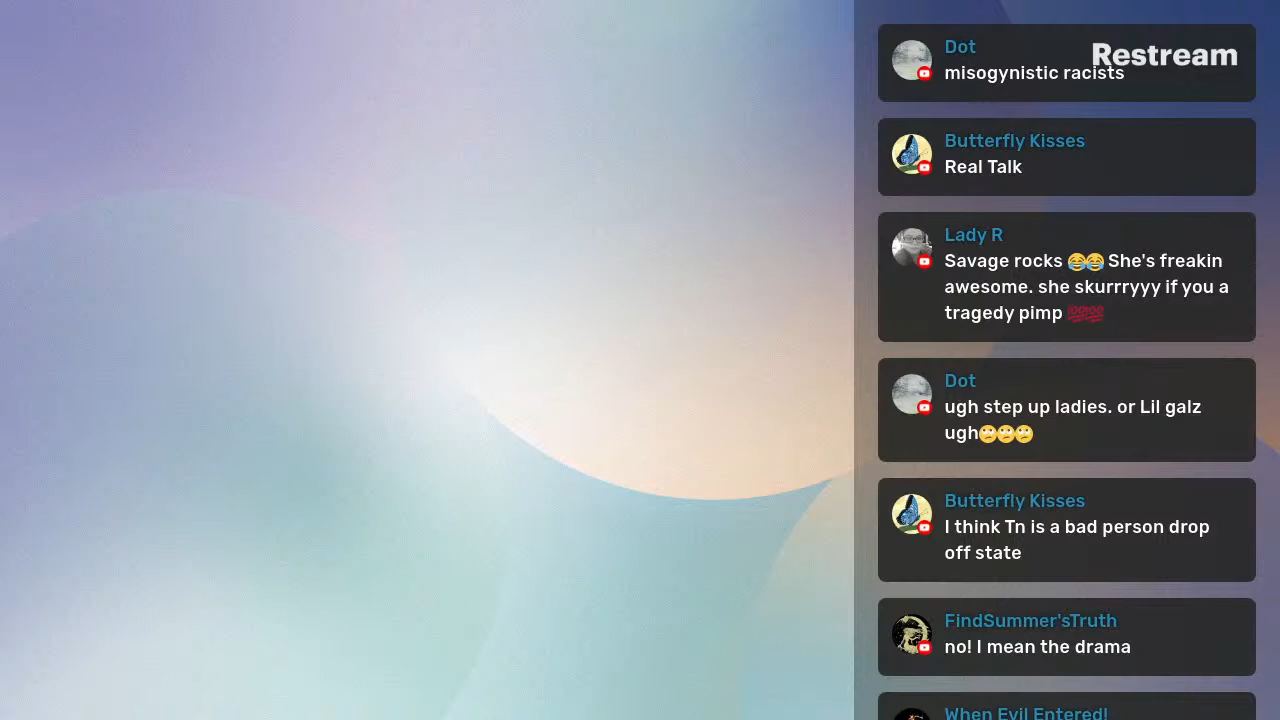 Restream
Dot
misogynistic racists
Butterfly Kisses
Real Talk
Lady R
Savage rocks 😂😂 She's freakin
awesome. she skurrryyy if you a
tragedy pimp 💯💯
Dot
ugh step up ladies. or Lil galz
ugh🙄🙄🙄
Butterfly Kisses
I think Tn is a bad person drop
off state
FindSummer'sTruth
no! I mean the drama
When Evil Entered!